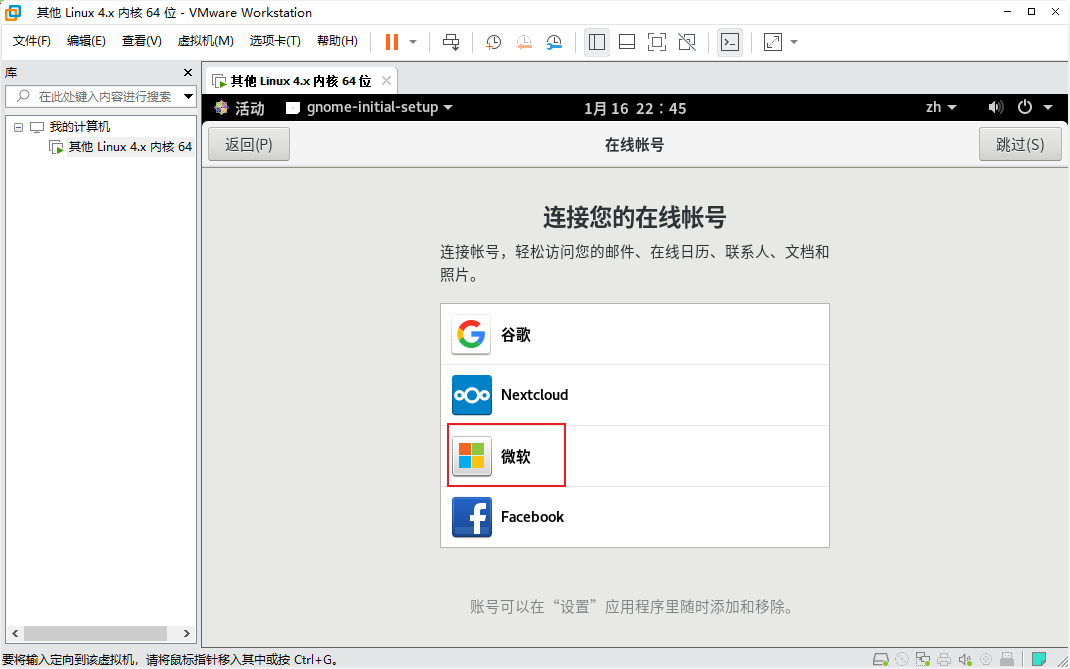 其他 Linux 4.x 内核 64 位 - VMware Workstation
文件(F) 编辑(E) 查看(V) 虚拟机(M) 选项卡(T) 帮助(H)
库
在此处键入内容进行搜索
我的计算机
其他 Linux 4.x 内核 64
其他 Linux 4.x 内核 64 位
活动 gnome-initial-setup 1月 16 22：45 zh
返回(P) 在线帐号 跳过(S)
连接您的在线帐号
连接帐号，轻松访问您的邮件、在线日历、联系人、文档和
照片。
谷歌
Nextcloud
微软
Facebook
账号可以在“设置”应用程序里随时添加和移除。
要将输入定向到该虚拟机，请将鼠标指针移入其中或按 Ctrl+G。